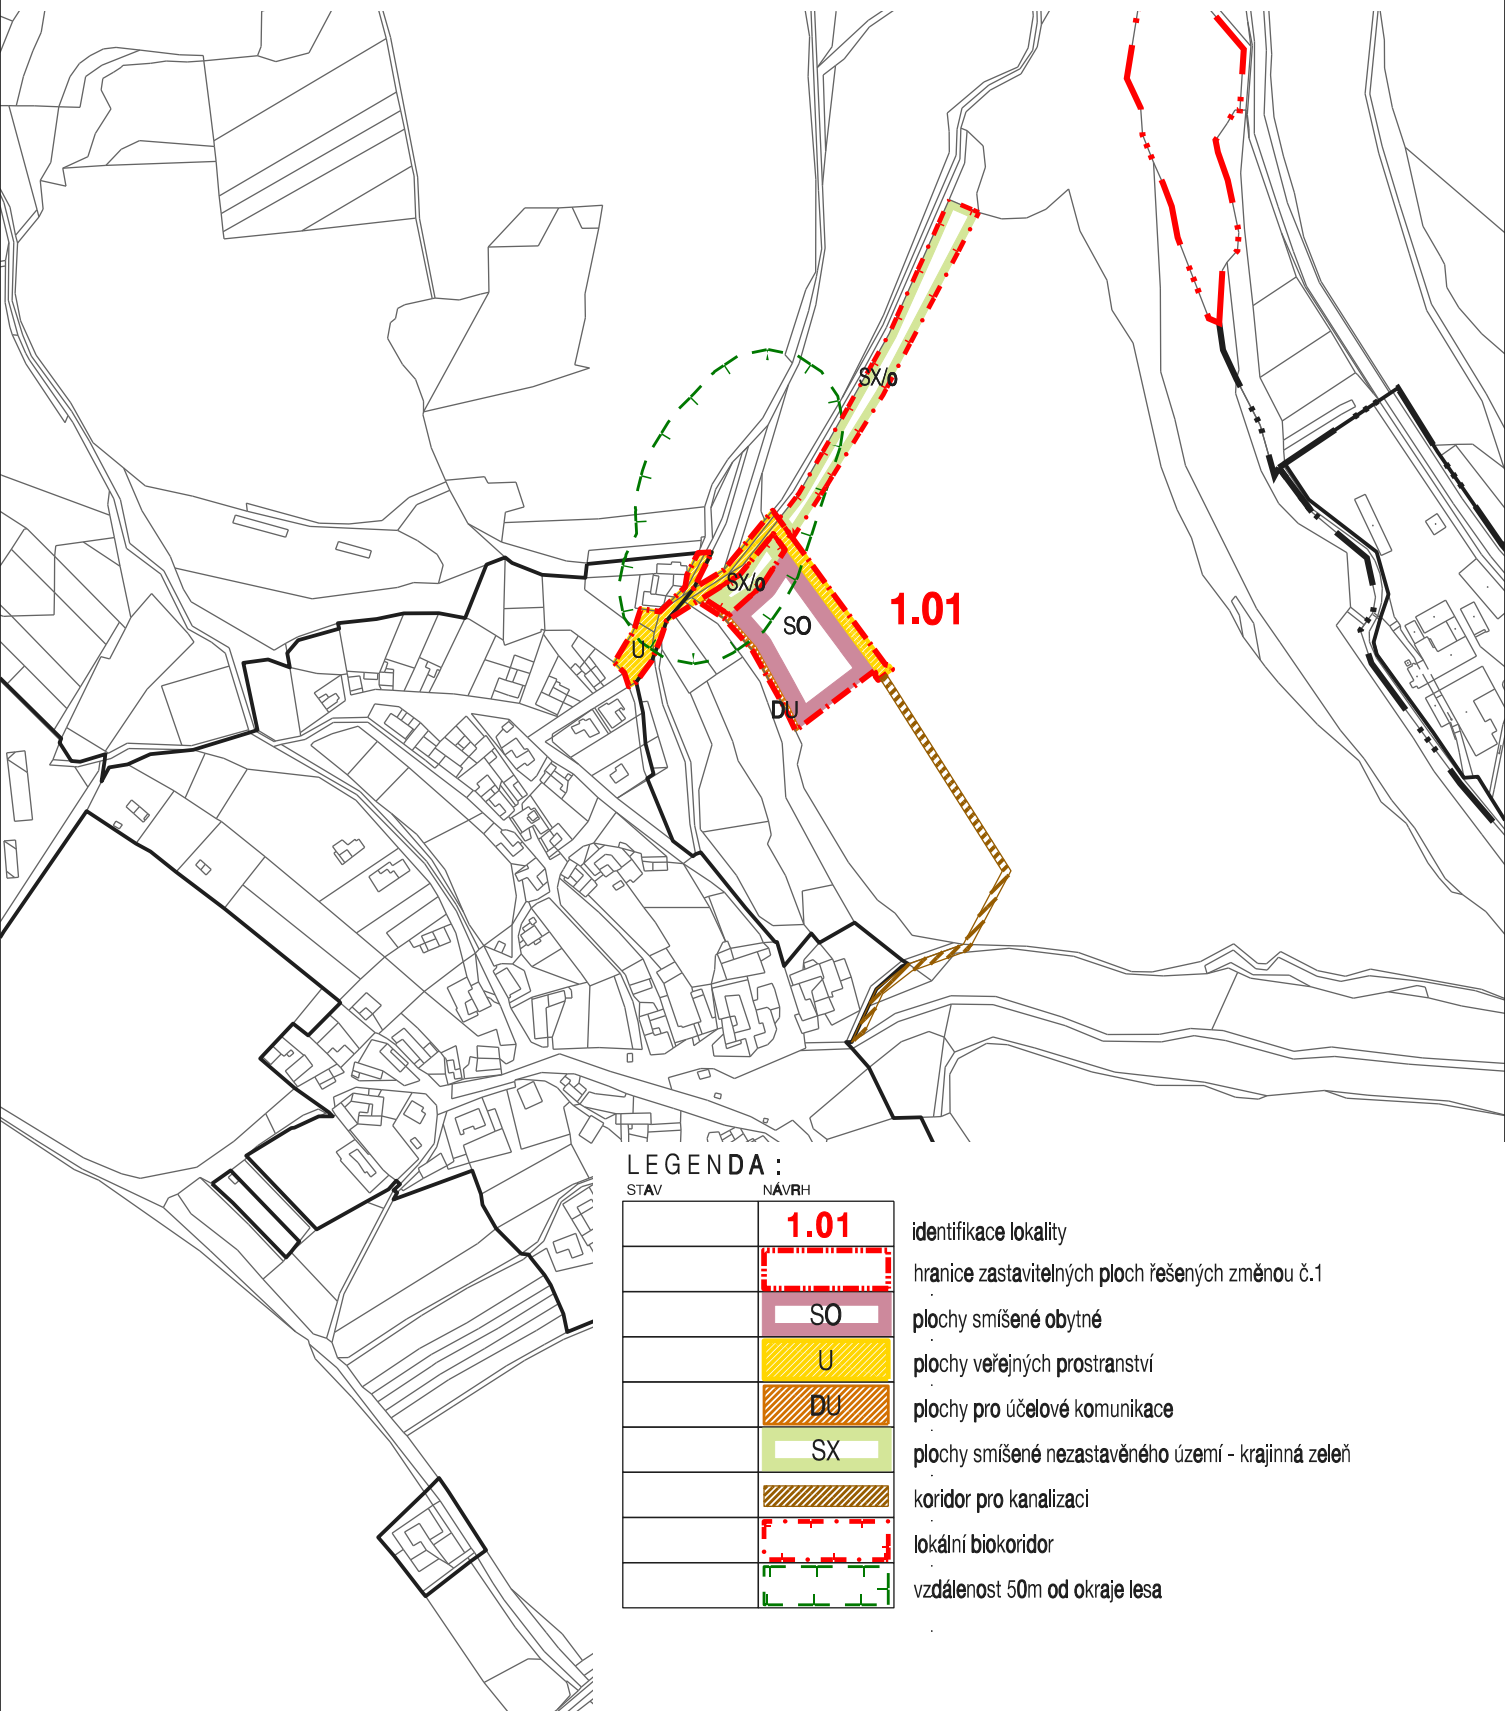 SX/o
SX/o
1.01
SO
U
DU
LEGENDA :
STAV NÁVRH
1.01 identifikace lokality
hranice zastavitelných ploch řešených změnou č.1
SO plochy smíšené obytné
U plochy veřejných prostranství
DU plochy pro účelové komunikace
SX plochy smíšené nezastavěného území - krajinná zeleň
koridor pro kanalizaci
lokální biokoridor
vzdálenost 50m od okraje lesa